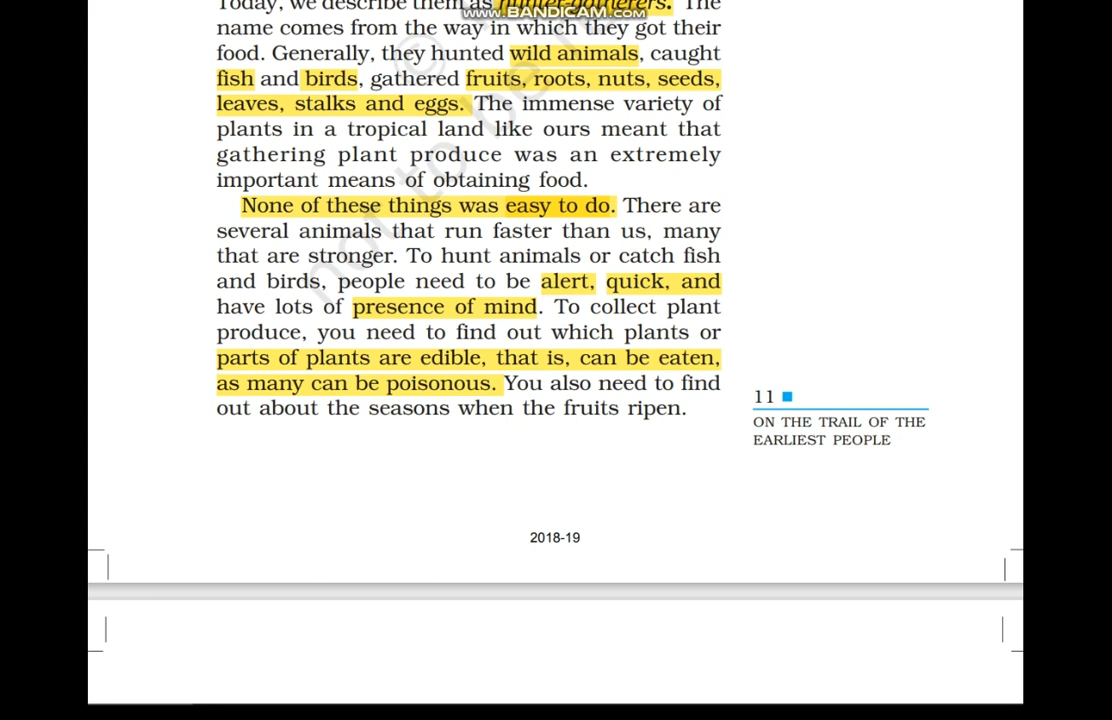 Today, we describe them as hunter-gatherers. The
www.BANDICAM.com
name comes from the way in which they got their
food. Generally, they hunted wild animals, caught
fish and birds, gathered fruits, roots, nuts, seeds,
leaves, stalks and eggs. The immense variety of
plants in a tropical land like ours meant that
gathering plant produce was an extremely
important means of obtaining food.
None of these things was easy to do. There are
several animals that run faster than us, many
that are stronger. To hunt animals or catch fish
and birds, people need to be alert, quick, and
have lots of presence of mind. To collect plant
produce, you need to find out which plants or
parts of plants are edible, that is, can be eaten,
as many can be poisonous. You also need to find
out about the seasons when the fruits ripen.
11
ON THE TRAIL OF THE
EARLIEST PEOPLE
2018-19
©
not to be